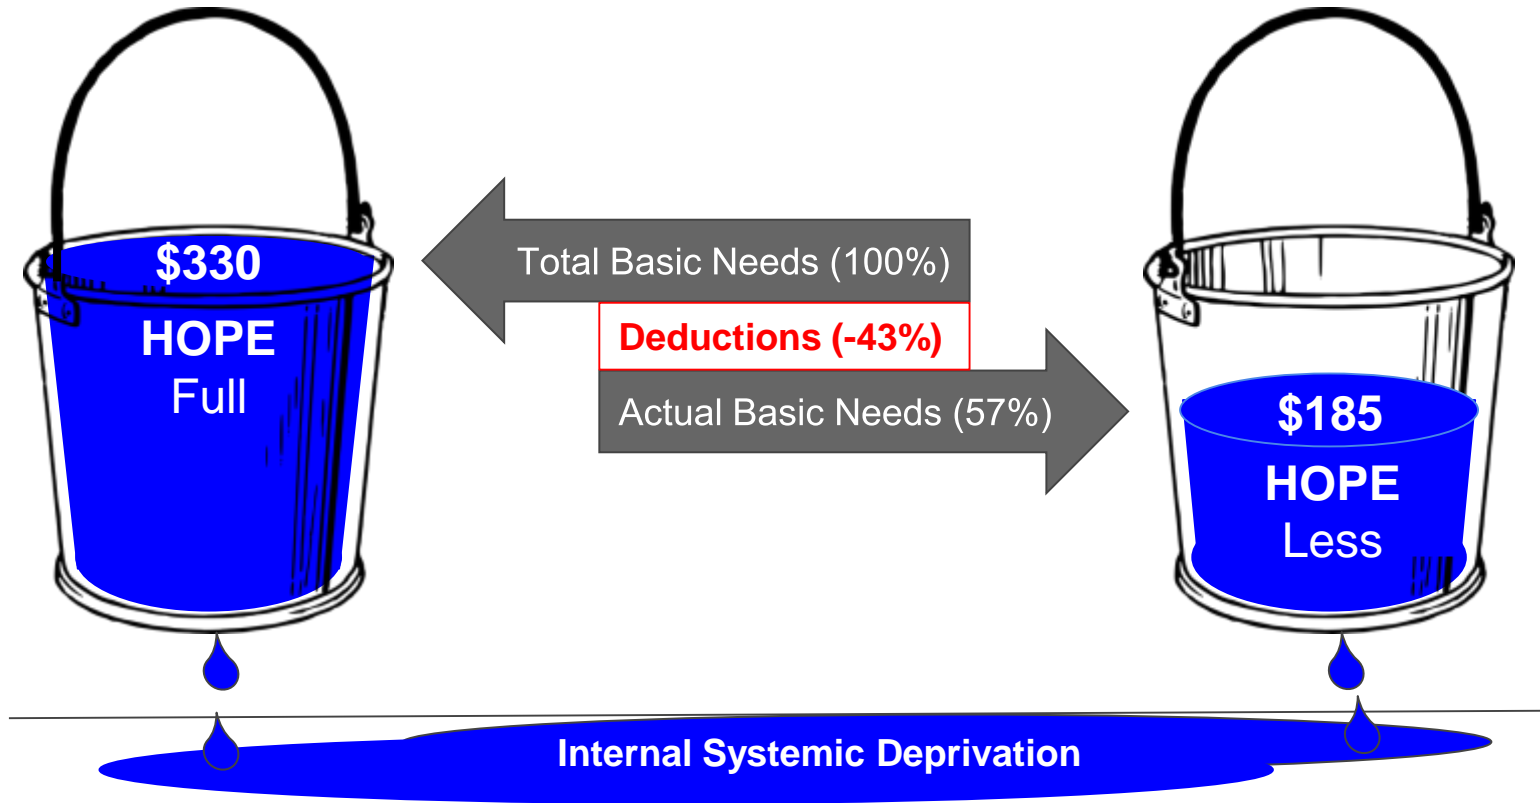 $330
HOPE
Full
Total Basic Needs (100%)
Deductions (-43%)
Actual Basic Needs (57%)
$185
HOPE
Less
Internal Systemic Deprivation